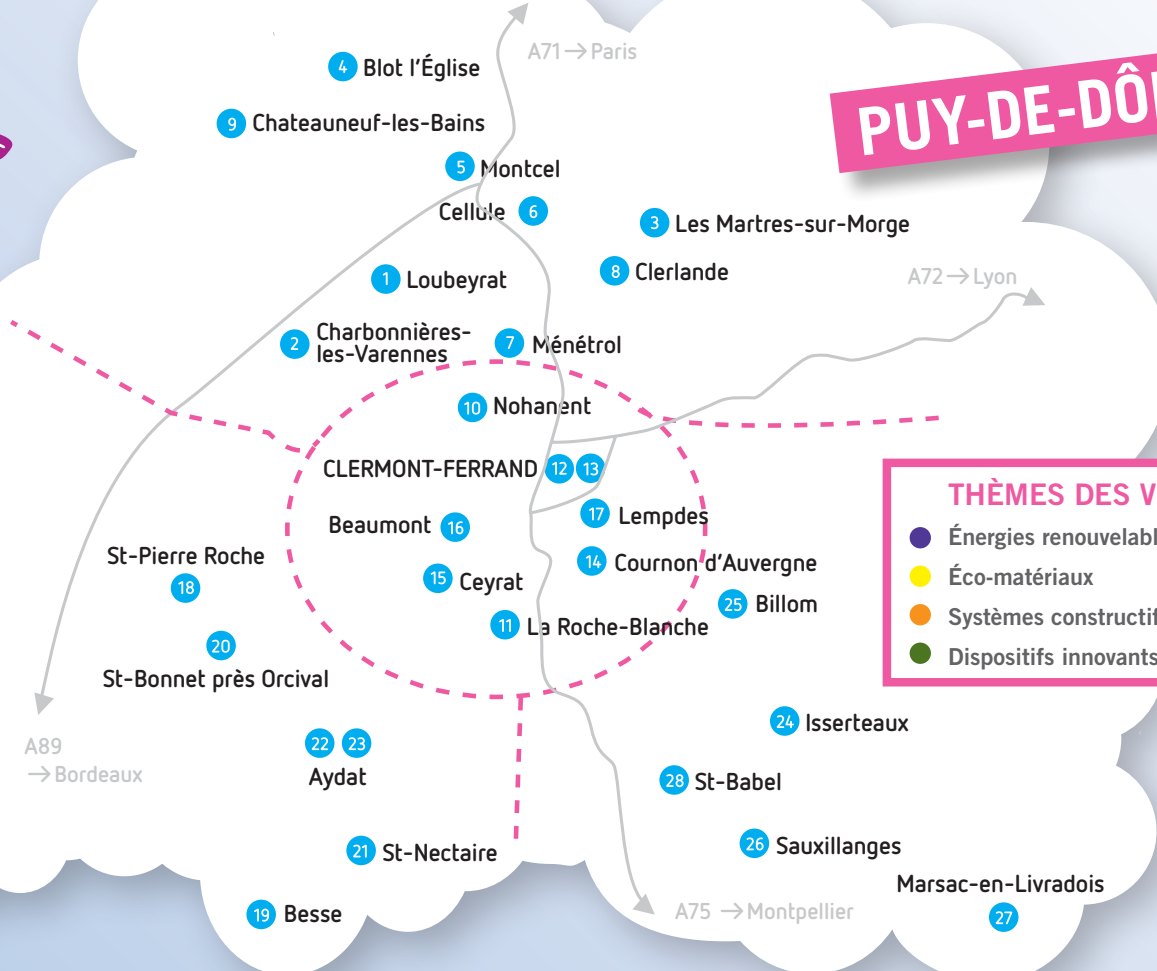 A71 → Paris
4 Blot l'Église
PUY-DE-DÔ
9 Chateauneuf-les-Bains
5 Montcel
Cellule 6
3 Les Martres-sur-Morge
8 Clerlande
A72 → Lyon
1 Loubeyrat
2 Charbonnières-
les-Varennes
7 Ménétrol
10 Nohanent
CLERMONT-FERRAND 12 13
THÈMES DES V
17 Lempdes
Beaumont 16
Énergies renouvelabl
St-Pierre Roche
18
14 Cournon d'Auvergne
Éco-matériaux
15 Ceyrat
25 Billom
Systèmes constructif
11 La Roche-Blanche
20
St-Bonnet près Orcival
Dispositifs innovants
24 Isserteaux
A89
→ Bordeaux
22 23
Aydat
28 St-Babel
21 St-Nectaire
26 Sauxillanges
Marsac-en-Livradois
27
19 Besse
A75 → Montpellier